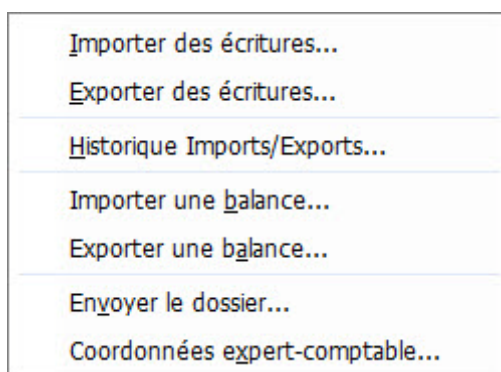 Importer des écritures...
Exporter des écritures...
Historique Imports/Exports...
Importer une balance...
Exporter une balance...
Envoyer le dossier...
Coordonnées expert-comptable...